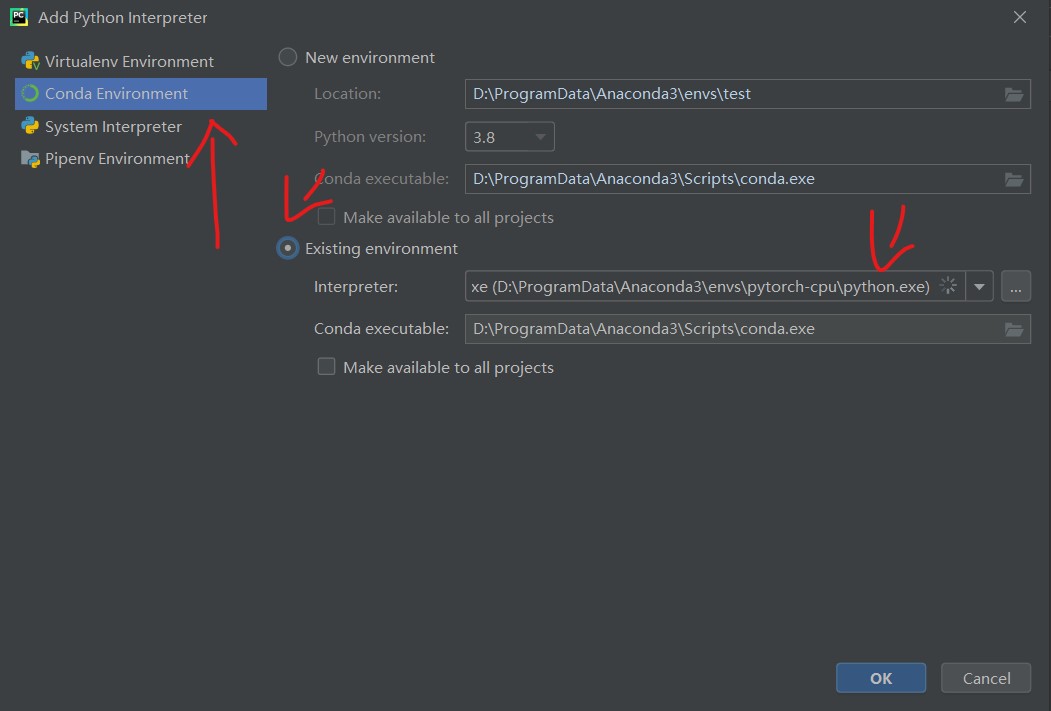 PC
Add Python Interpreter
Virtualenv Environment
Conda Environment
System Interpreter
Pipenv Environment
New environment
Location: D:\ProgramData\Anaconda3\envs\test
Python version: 3.8
Conda executable: D:\ProgramData\Anaconda3\Scripts\conda.exe
Make available to all projects
Existing environment
Interpreter: xe (D:\ProgramData\Anaconda3\envs\pytorch-cpu\python.exe) ...
Conda executable: D:\ProgramData\Anaconda3\Scripts\conda.exe
Make available to all projects
OK Cancel